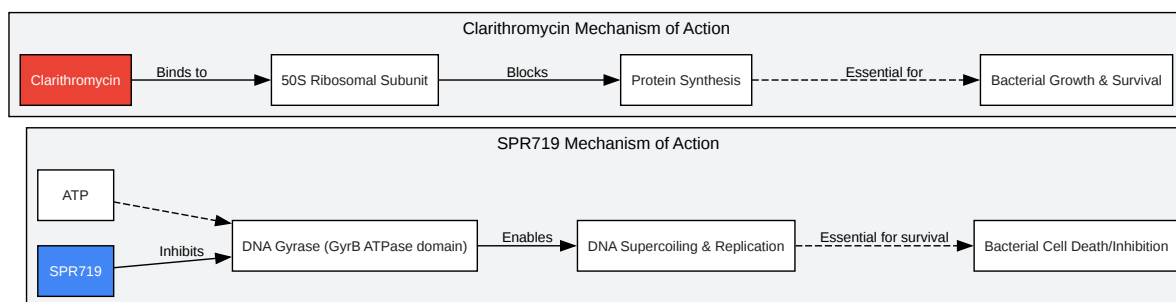 Clarithromycin Mechanism of Action
Clarithromycin
Binds to
50S Ribosomal Subunit
Blocks
Protein Synthesis
Essential for
Bacterial Growth & Survival
SPR719 Mechanism of Action
ATP
SPR719
Inhibits
DNA Gyrase (GyrB ATPase domain)
Enables
DNA Supercoiling & Replication
Essential for survival
Bacterial Cell Death/Inhibition